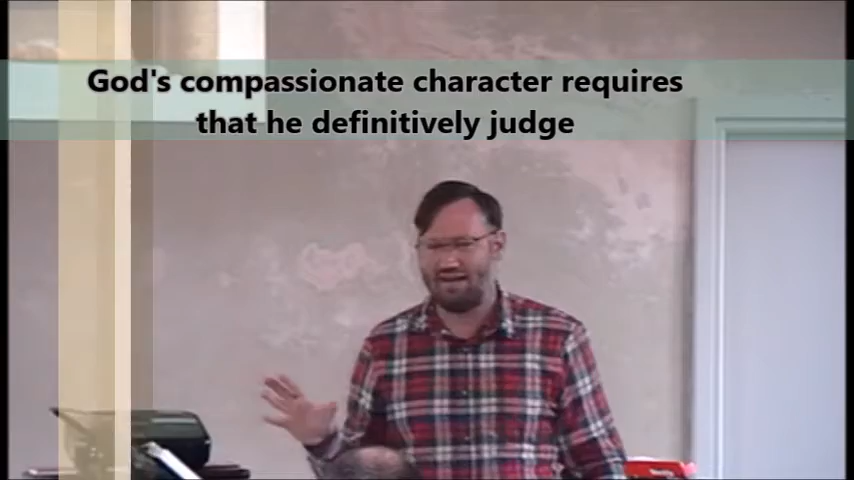 God's compassionate character requires
that he definitively judge